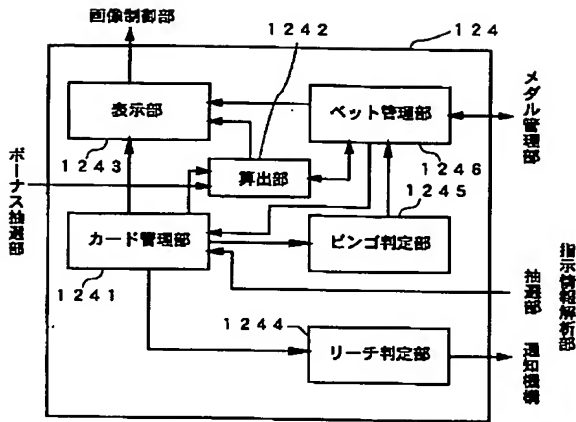 画像制御部
1242
124
表示部
ベット管理部
メダル管理部
1243
1246
ボーナス抽選部
算出部
1245
カード管理部
ビンゴ判定部
1241
抽選部
指示情報解析部
1244
リーチ判定部
通知機構